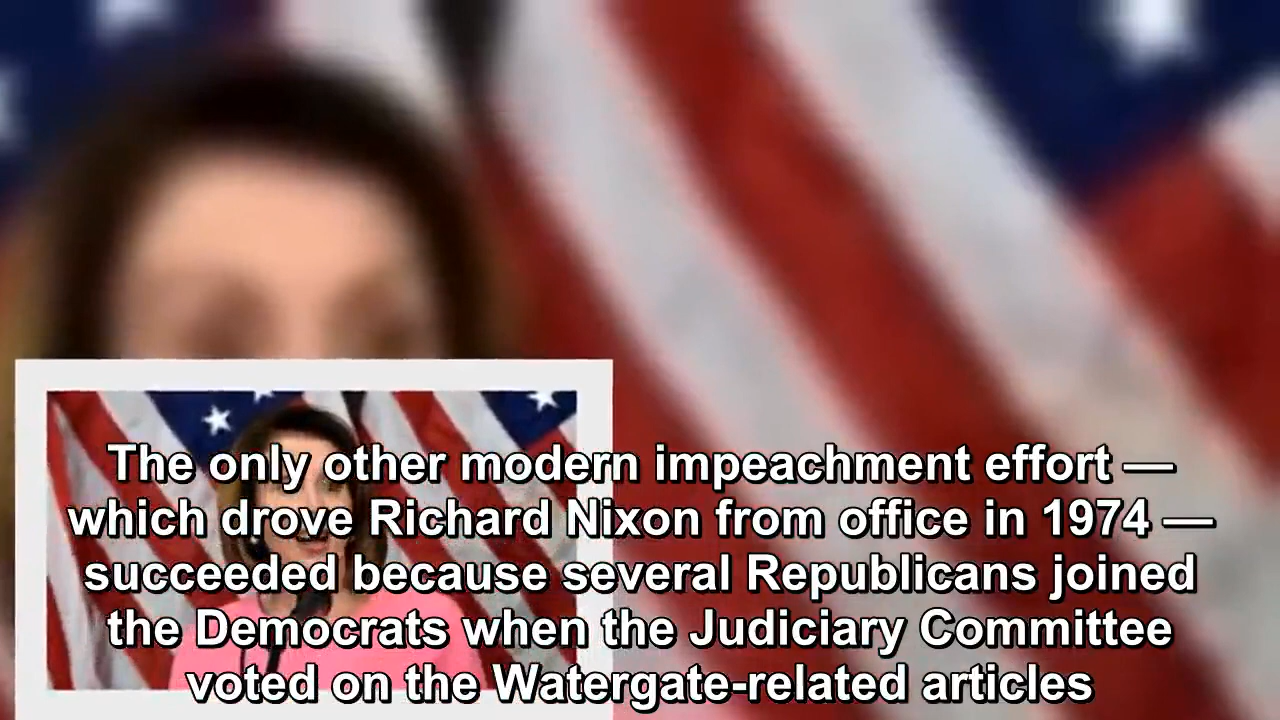 The only other modern impeachment effort —
which drove Richard Nixon from office in 1974 —
succeeded because several Republicans joined
the Democrats when the Judiciary Committee
voted on the Watergate-related articles